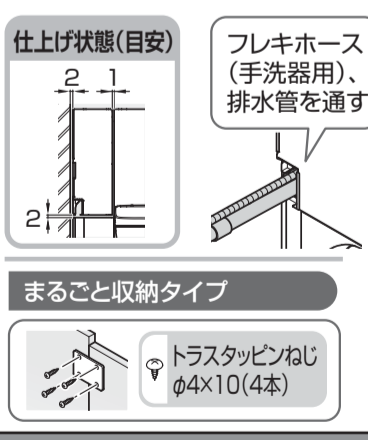 仕上げ状態(目安)
2 1
2
フレキホース
(手洗器用)、
排水管を通す
まるごと収納タイプ
トラスタッピンねじ
φ4×10(4本)